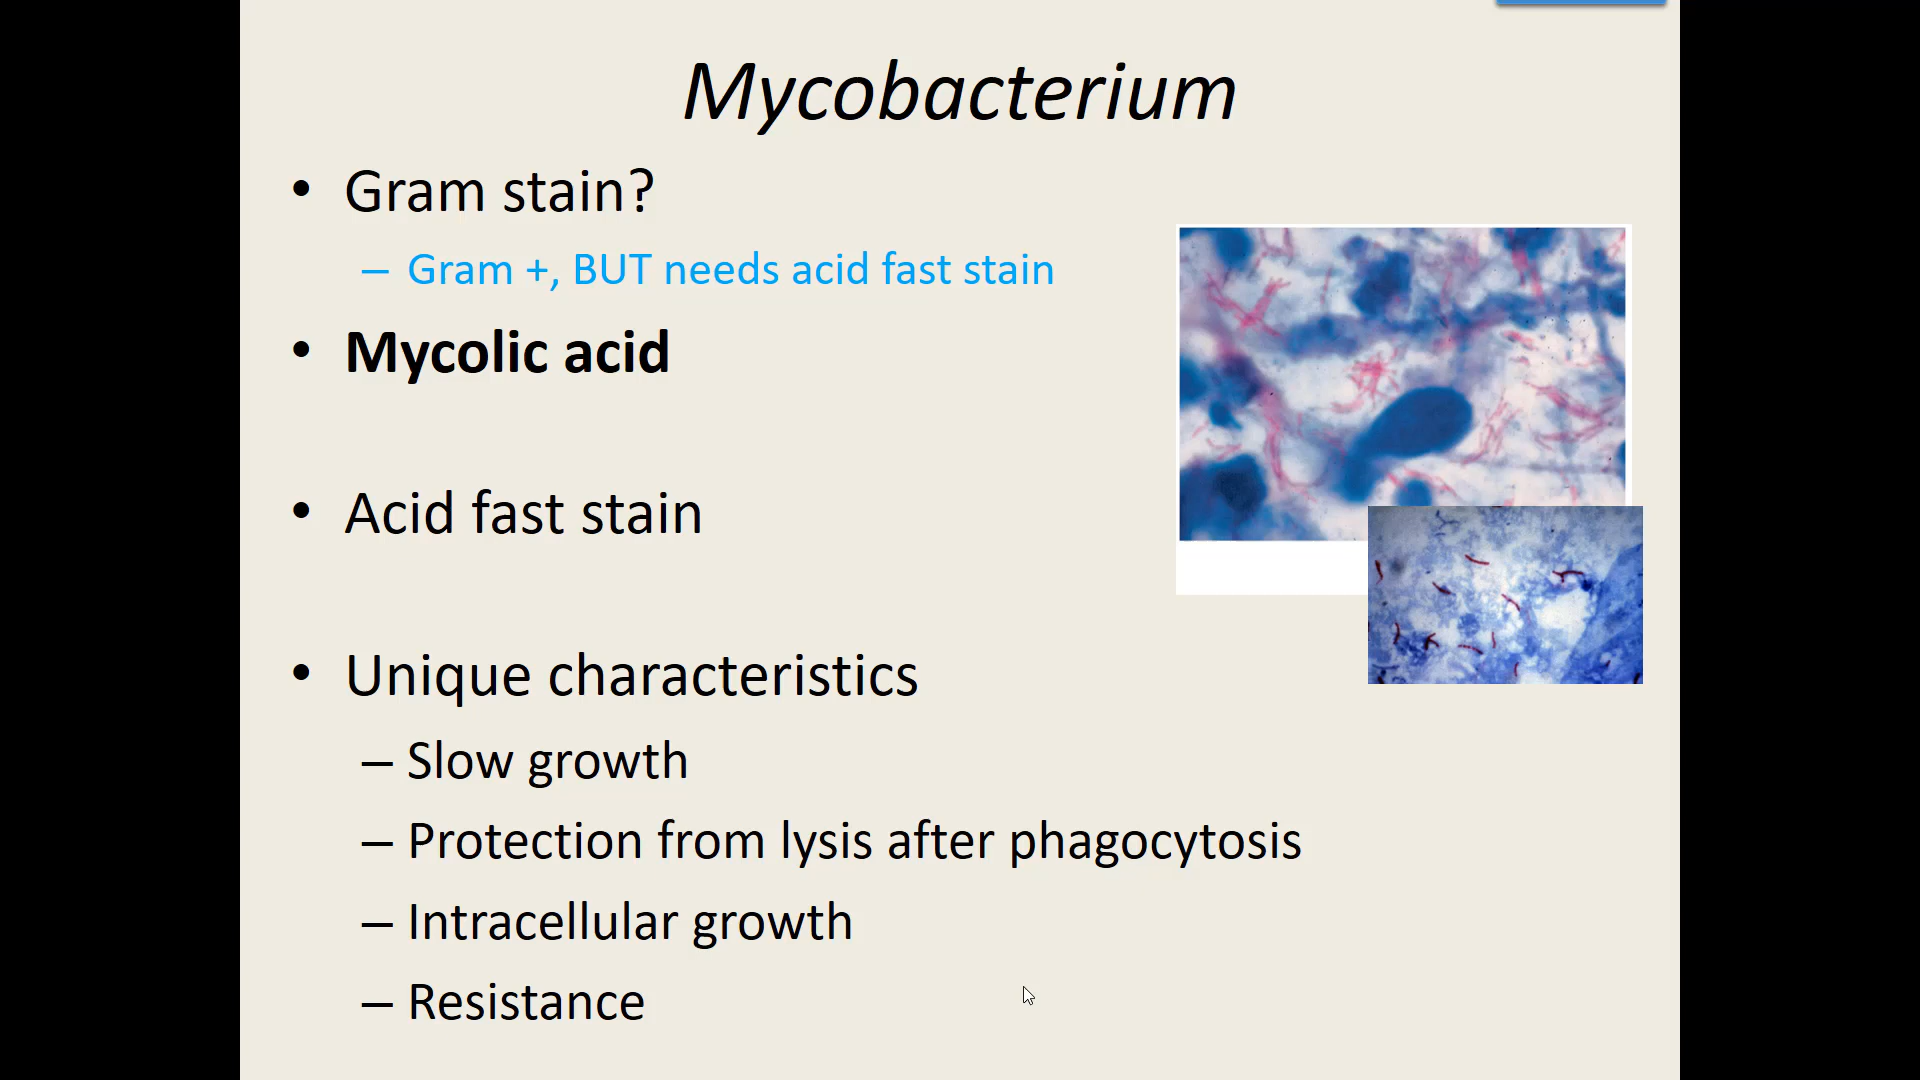 Mycobacterium
• Gram stain?
– Gram +, BUT needs acid fast stain
• Mycolic acid
• Acid fast stain
• Unique characteristics
– Slow growth
– Protection from lysis after phagocytosis
– Intracellular growth
– Resistance